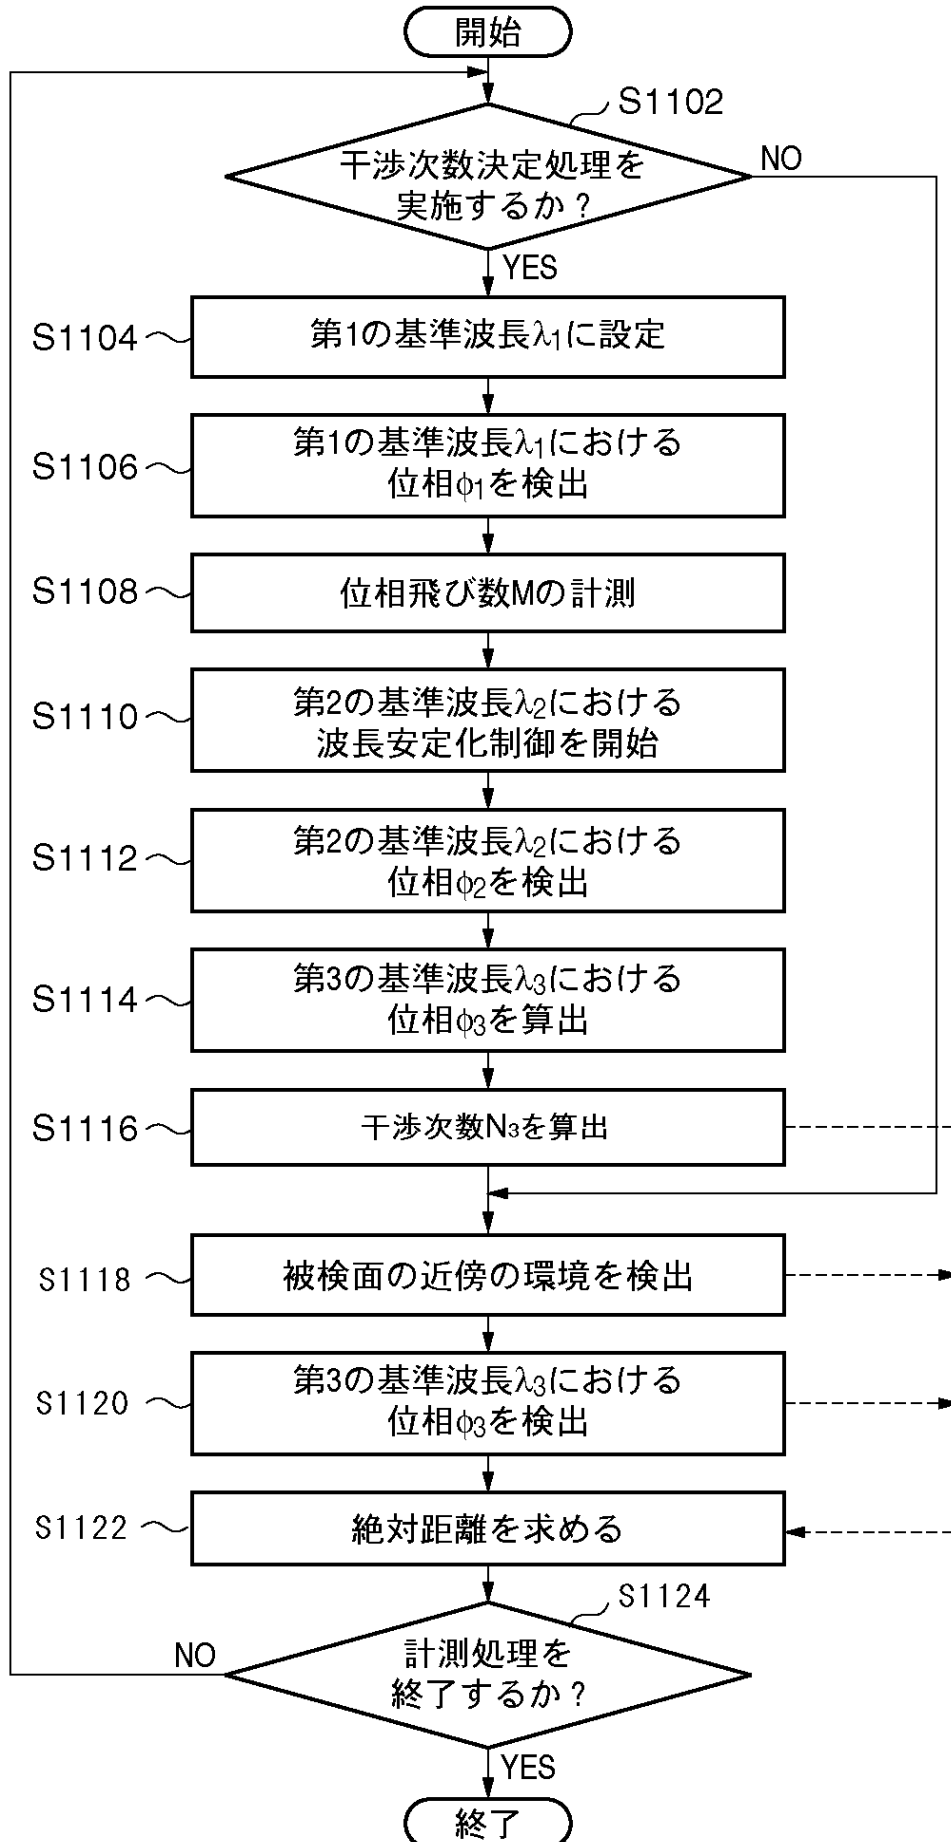 開始
S1102
干渉次数決定処理を
実施するか？
NO
YES
S1104
第1の基準波長λ₁に設定
S1106
第1の基準波長λ₁における
位相ϕ₁を検出
S1108
位相飛び数Mの計測
S1110
第2の基準波長λ₂における
波長安定化制御を開始
S1112
第2の基準波長λ₂における
位相ϕ₂を検出
S1114
第3の基準波長λ₃における
位相ϕ₃を算出
S1116
干渉次数N₃を算出
S1118
被検面の近傍の環境を検出
S1120
第3の基準波長λ₃における
位相ϕ₃を検出
S1122
絶対距離を求める
S1124
計測処理を
終了するか？
NO
YES
終了